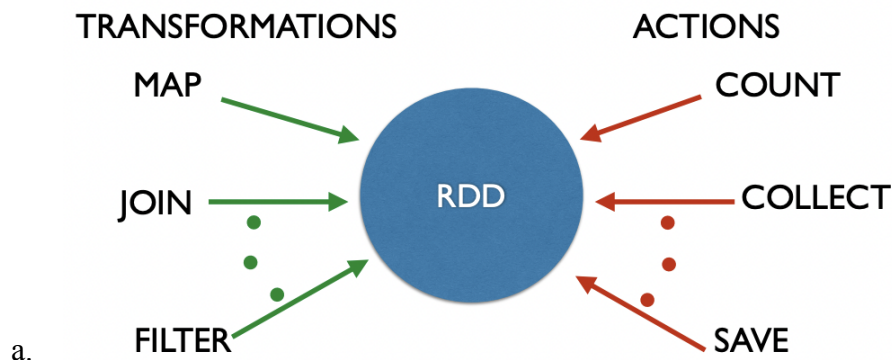 TRANSFORMATIONS ACTIONS
MAP COUNT
JOIN RDD COLLECT
a. FILTER SAVE